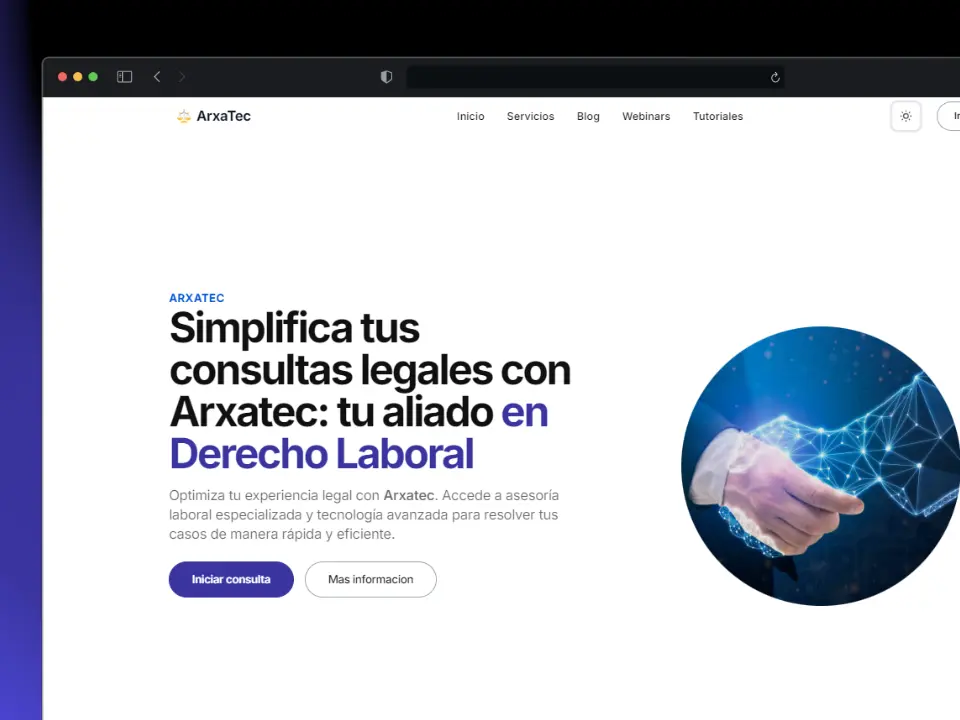 ArxaTec
Inicio Servicios Blog Webinars Tutoriales
ARXATEC
Simplifica tus
consultas legales con
Arxatec: tu aliado en
Derecho Laboral
Optimiza tu experiencia legal con Arxatec. Accede a asesoría
laboral especializada y tecnología avanzada para resolver tus
casos de manera rápida y eficiente.
Iniciar consulta
Mas informacion